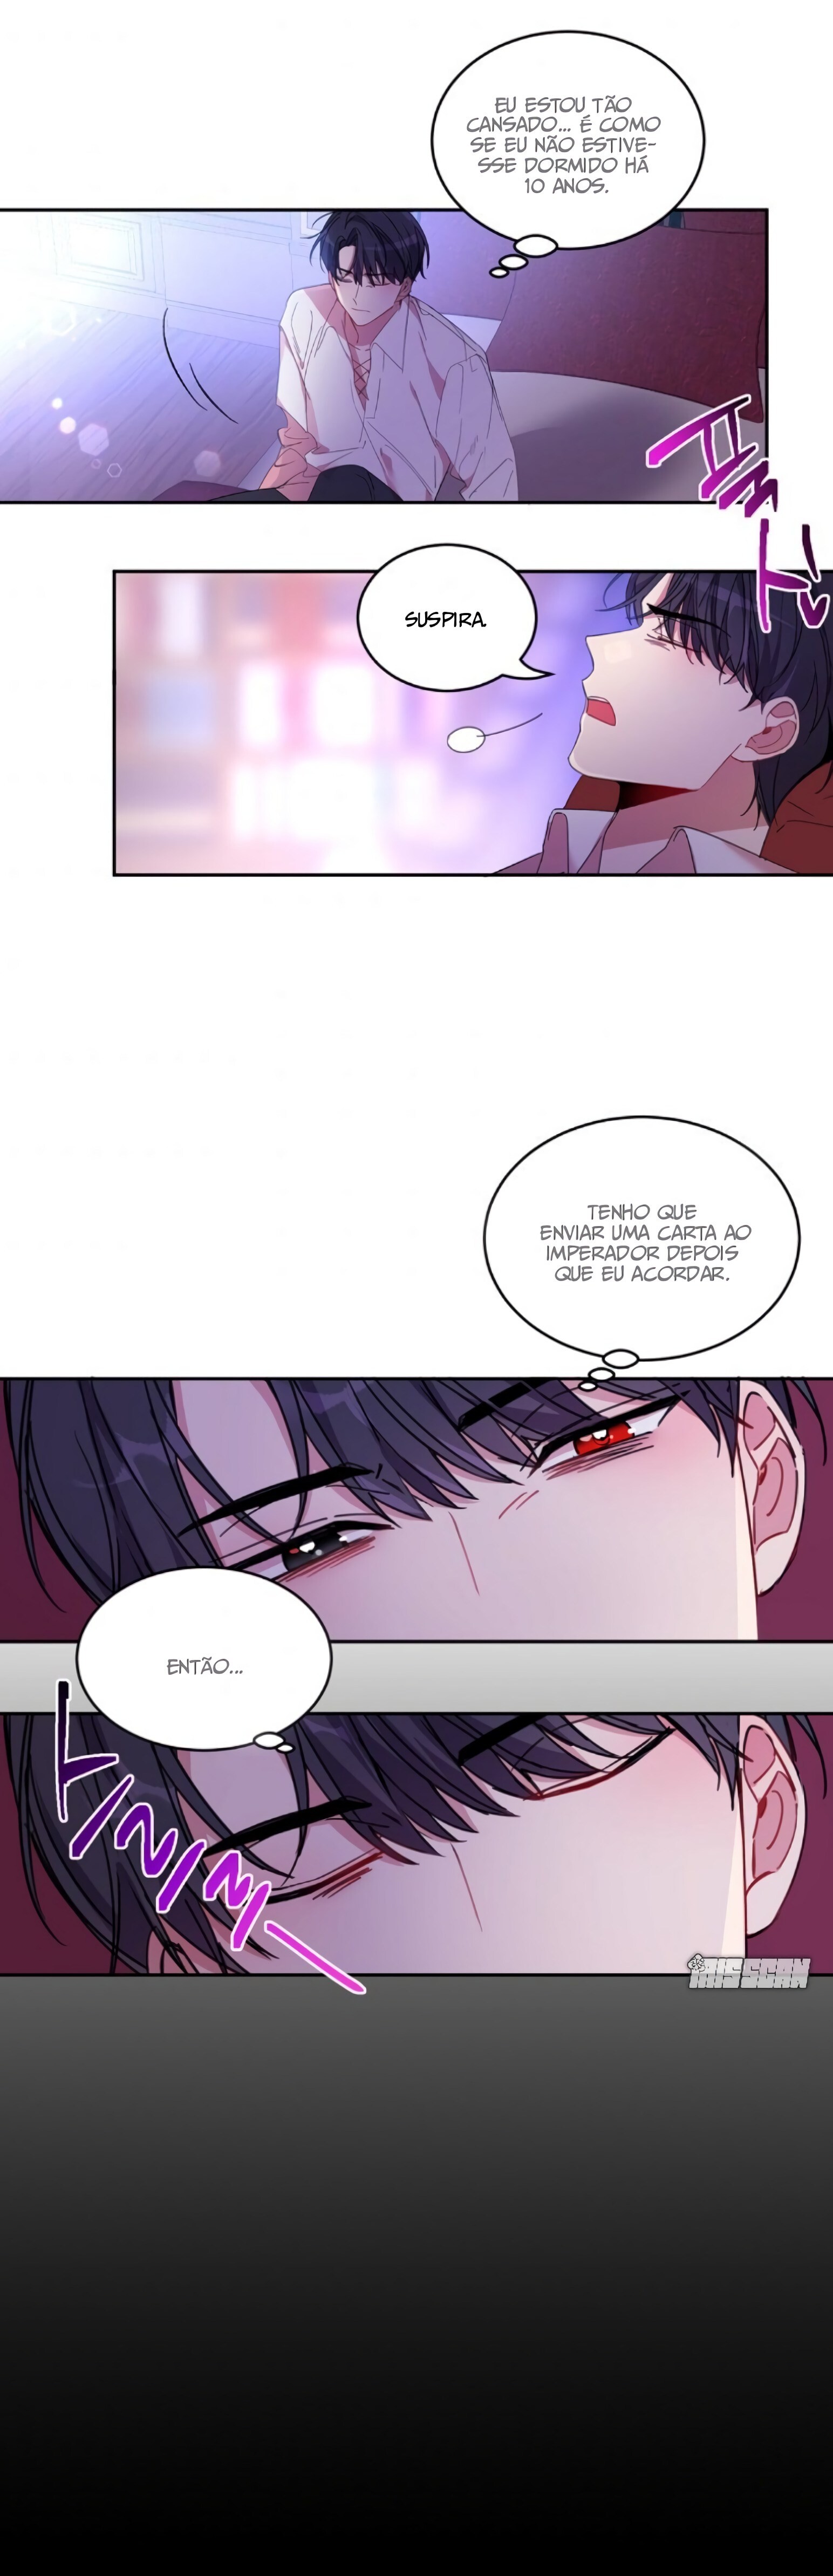 EU ESTOU TÃO
CANSADO... É COMO
SE EU NÃO ESTIVE-
SSE DORMIDO HÁ
10 ANOS.
SUSPIRA.
TENHO QUE
ENVIAR UMA CARTA AO
IMPERADOR DEPOIS
QUE EU ACORDAR.
ENTÃO...